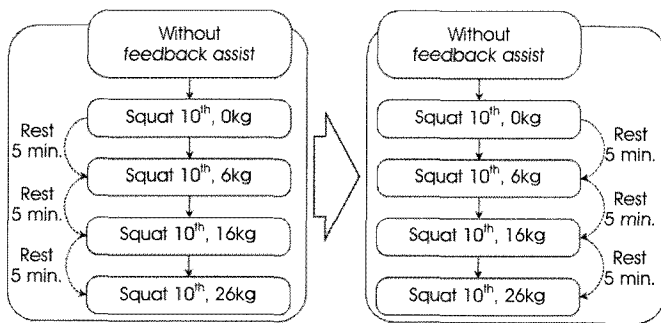 Without
feedback assist
Squat 10th, 0kg
Rest
5 min.
Squat 10th, 6kg
Rest
5 min.
Squat 10th, 16kg
Rest
5 min.
Squat 10th, 26kg
Without
feedback assist
Squat 10th, 0kg
Rest
5 min.
Squat 10th, 6kg
Rest
5 min.
Squat 10th, 16kg
Rest
5 min.
Squat 10th, 26kg